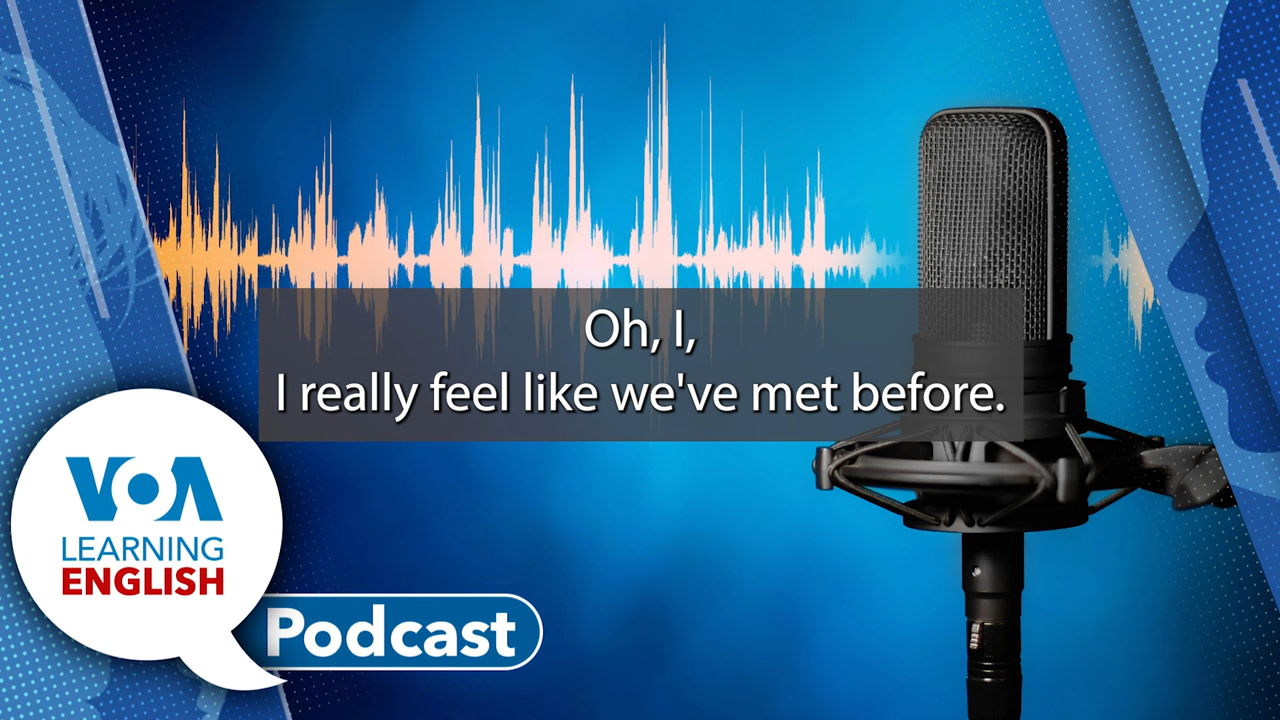 Oh, I,
I really feel like we've met before.
VOA
LEARNING
ENGLISH
Podcast